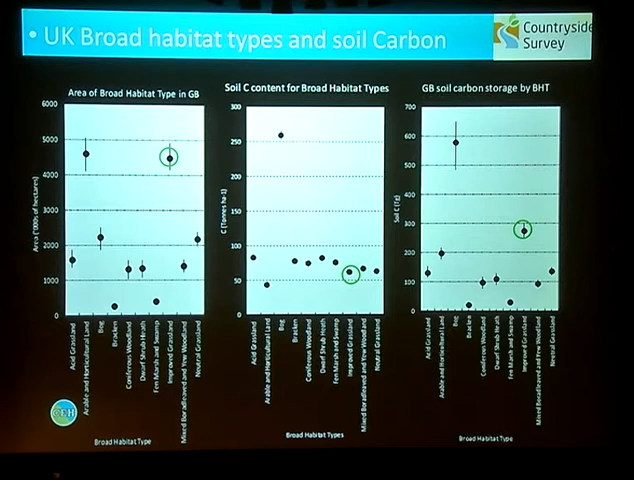 • UK Broad habitat types and soil Carbon
Countryside
Survey
Area of Broad Habitat Type in GB
6000
5000
4000
3000
2000
1000
0
Area ('000s of hectares)
Acid Grassland
Arable and Horticultural Land
Bog
Bracken
Coniferous Woodland
Dwarf Shrub Heath
Fen Marsh and Swamp
Improved Grassland
Mixed Boradleaved and Yew Woodland
Neutral Grassland
Broad Habitat Type
Soil C content for Broad Habitat Types
300
250
200
150
100
50
0
C (Tonnes ha-1)
Acid Grassland
Arable and Horticultural Land
Bog
Bracken
Coniferous Woodland
Dwarf Shrub Heath
Fen Marsh and Swamp
Improved Grassland
Mixed Boradleaved and Yew Woodland
Neutral Grassland
Broad Habitat Types
GB soil carbon storage by BHT
700
600
500
400
300
200
100
0
Soil C (Tg)
Acid Grassland
Arable and Horticultural Land
Bog
Bracken
Coniferous Woodland
Dwarf Shrub Heath
Fen Marsh and Swamp
Improved Grassland
Mixed Boradleaved and Yew Woodland
Neutral Grassland
Broad Habitat Type
CEH